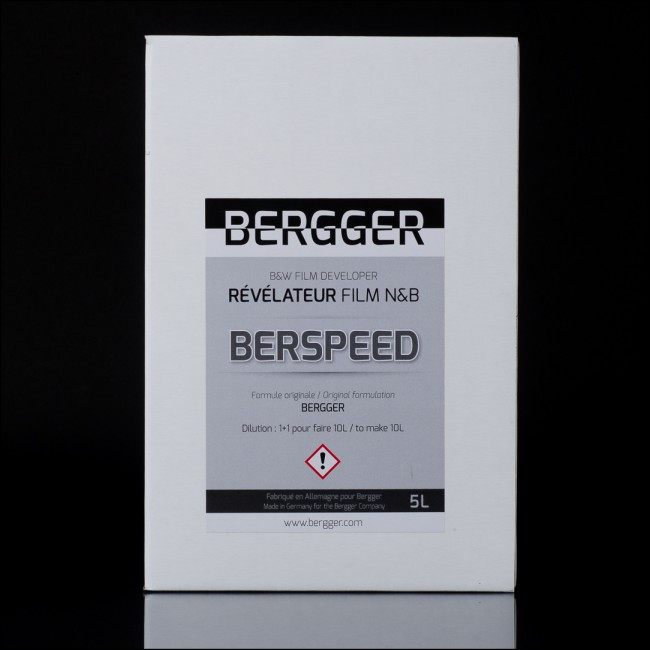 BERGGER
B&W FILM DEVELOPER
RÉVÉLATEUR FILM N&B
BERSPEED
Formule originale / Original formulation
BERGGER
Dilution : 1+1 pour faire 10L / to make 10L
Fabriqué en Allemagne pour Bergger
Made in Germany for the Bergger Company
5L
www.bergger.com